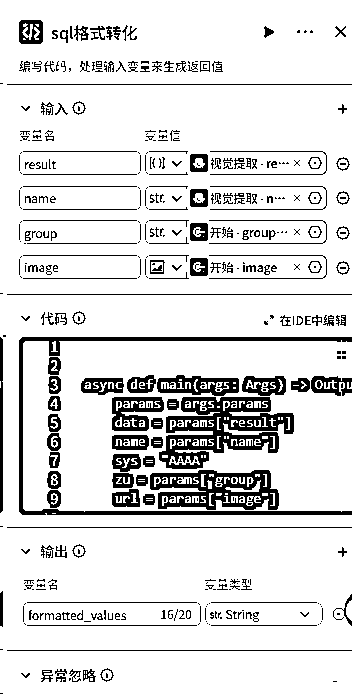 sql格式转化
编写代码，处理输入变量来生成返回值
输入
变量名 变量值
result [{}] 视觉提取 · re···
name str. 视觉提取 · n···
group str. 开始 · group···
image 开始 · image
代码 在IDE中编辑
1
2
3 async def main(args: Args) -> Outpu
4 params = args.params
5 data = params["result"]
6 name = params["name"]
7 sys = "AAAA"
8 zu = params["group"]
9 url = params["image"]
输出
变量名 变量类型
formatted_values 16/20 str. String
异常忽略